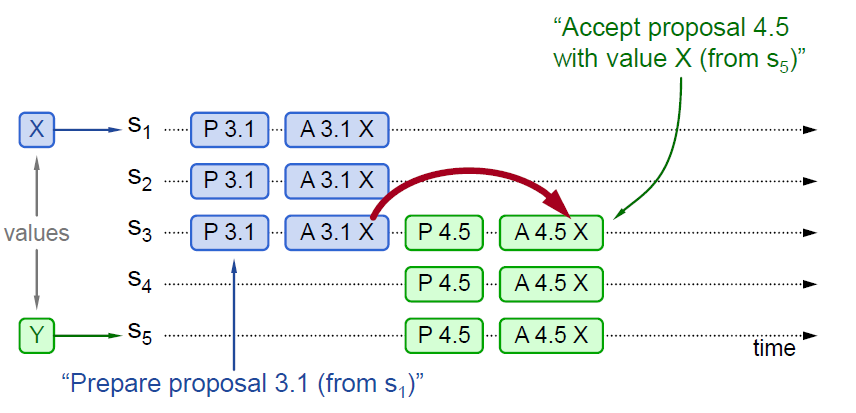 “Accept proposal 4.5
with value X (from s5)”
X s1 P 3.1 A 3.1 X
s2 P 3.1 A 3.1 X
values s3 P 3.1 A 3.1 X P 4.5 A 4.5 X
s4 P 4.5 A 4.5 X
Y s5 P 4.5 A 4.5 X
time
“Prepare proposal 3.1 (from s1)”